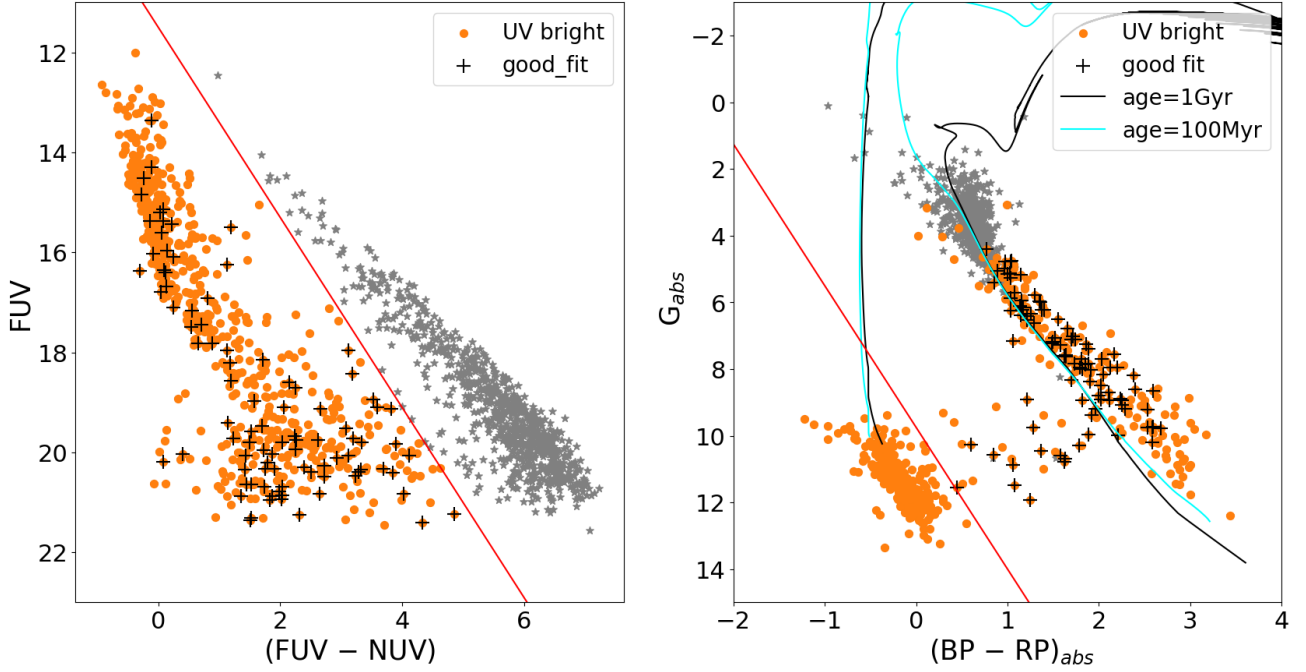 UV bright
good_fit
12
14
16
18
20
22
FUV
0
2
4
6
(FUV − NUV)
UV bright
good fit
age=1Gyr
age=100Myr
−2
0
2
4
6
8
10
12
14
G_abs
−2
−1
0
1
2
3
4
(BP − RP)_abs